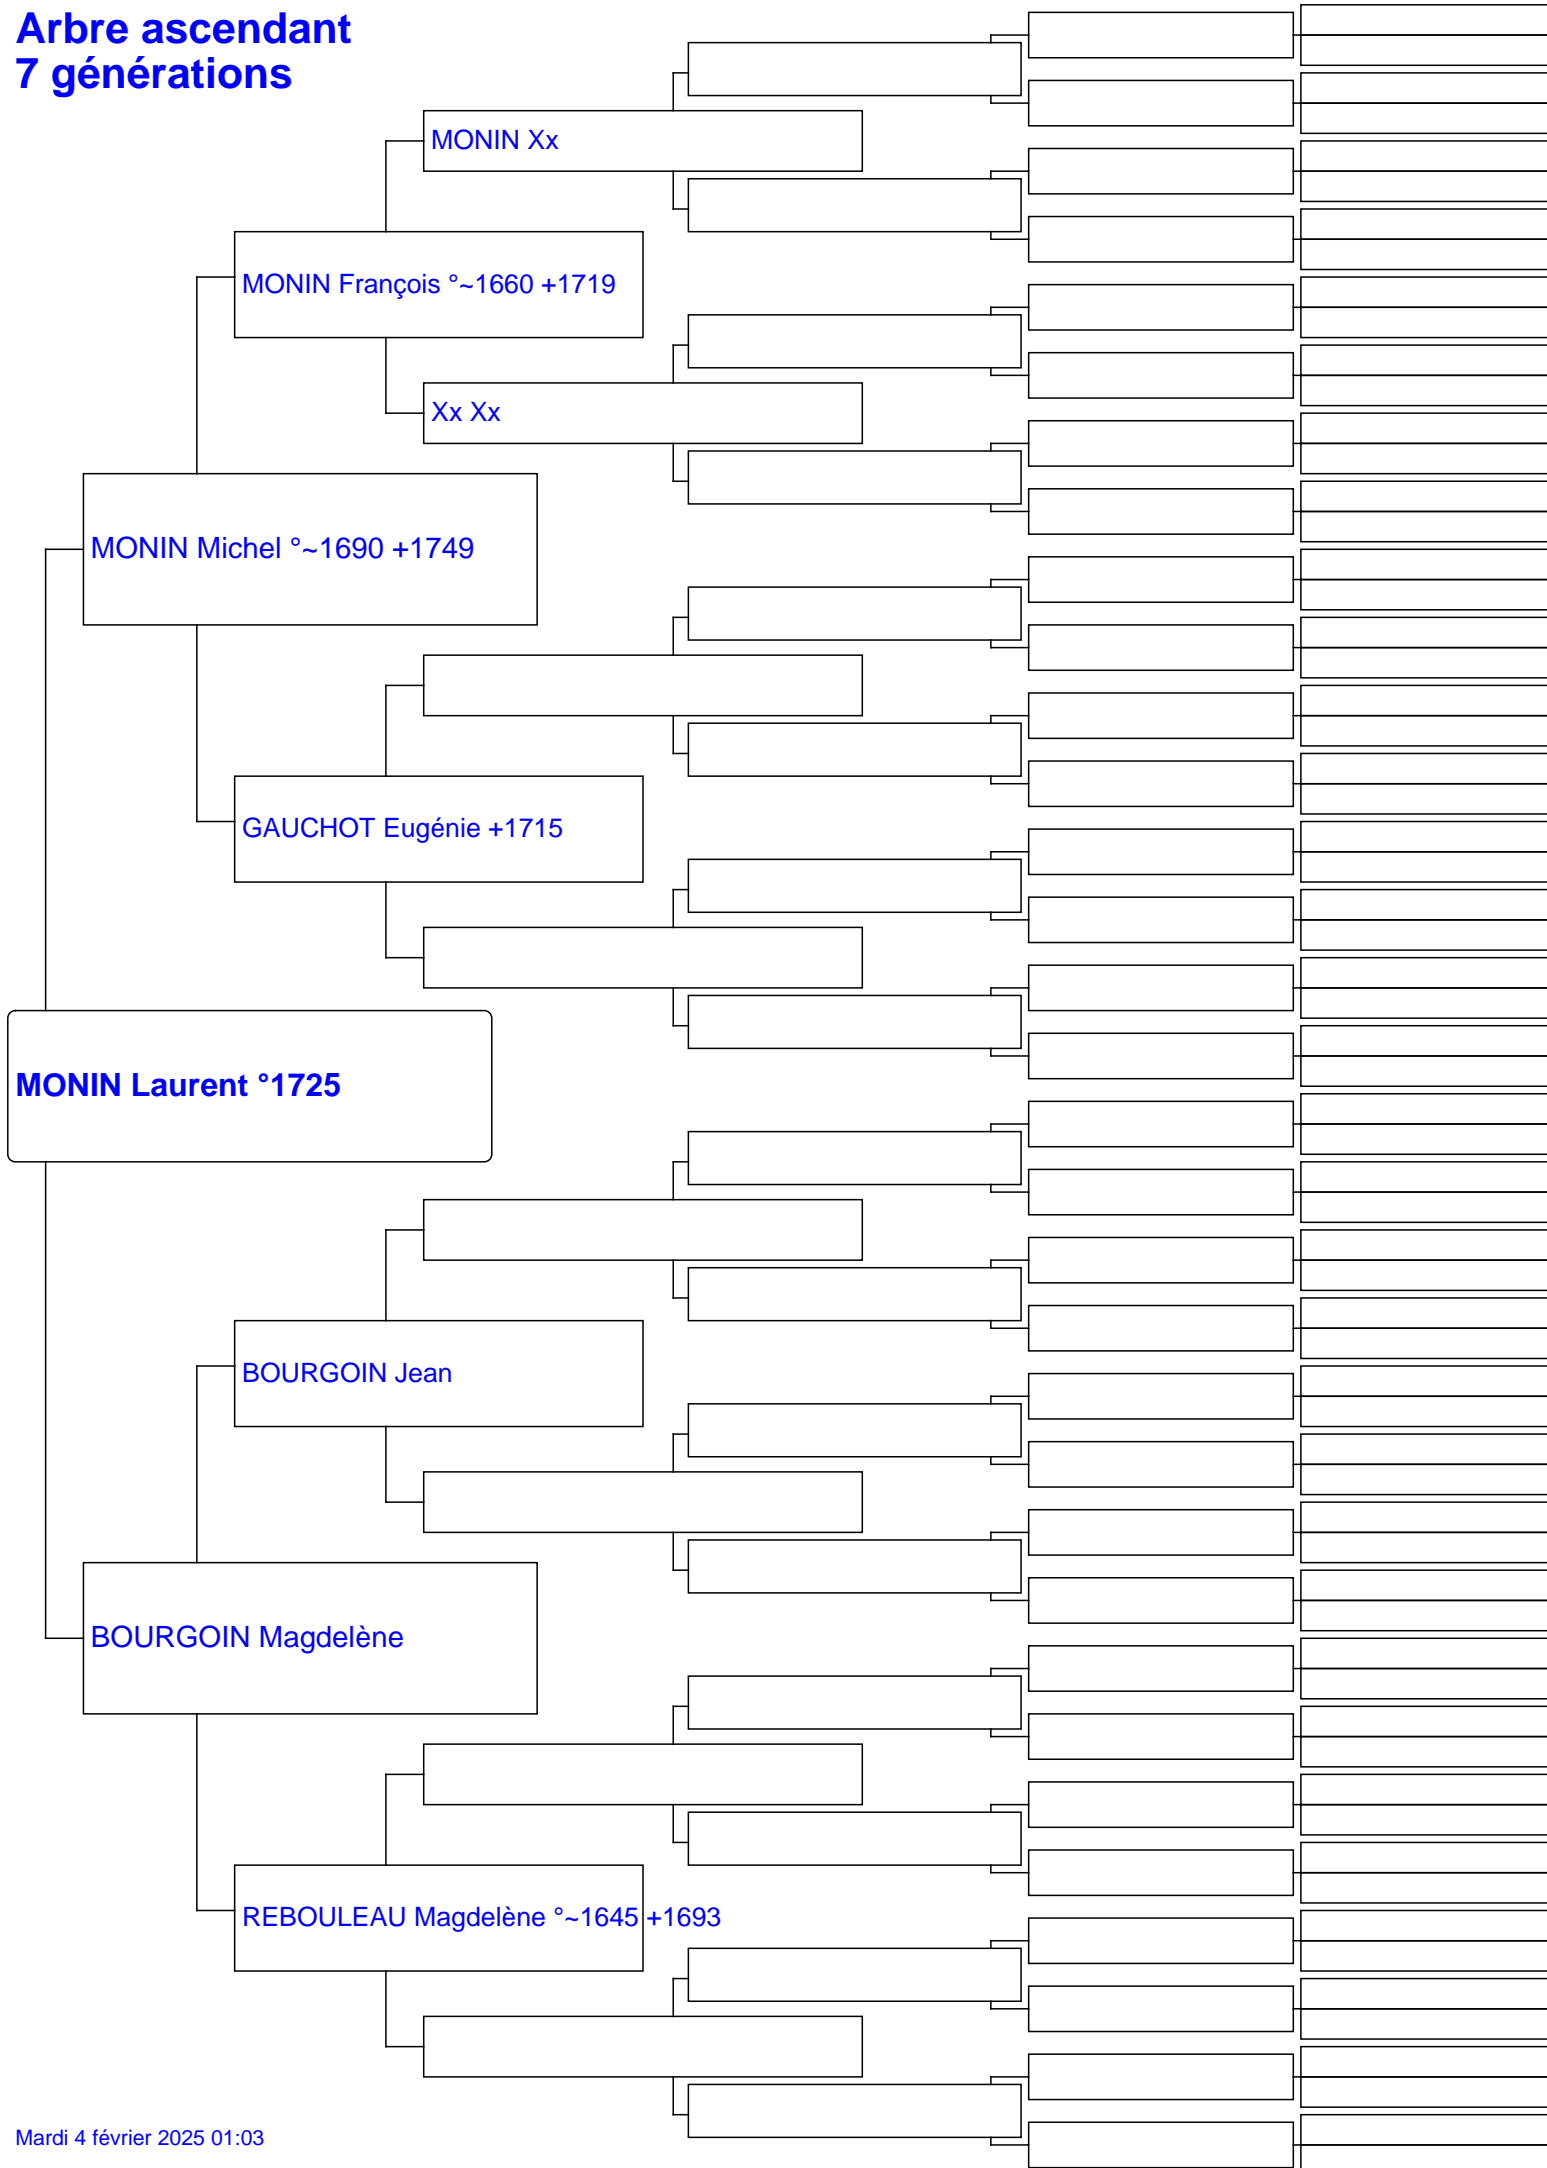 Arbre ascendant
7 générations
MONIN Xx
MONIN François °~1660 +1719
Xx Xx
MONIN Michel °~1690 +1749
GAUCHOT Eugénie +1715
MONIN Laurent °1725
BOURGOIN Jean
BOURGOIN Magdelène
REBOULEAU Magdelène °~1645 +1693
Mardi 4 février 2025 01:03